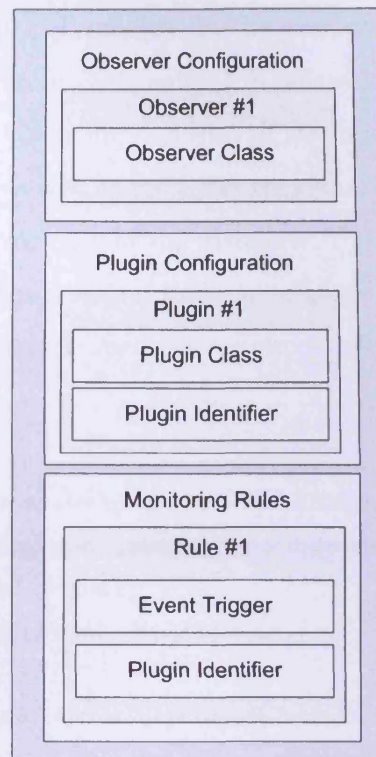 Observer Configuration
Observer #1
Observer Class
Plugin Configuration
Plugin #1
Plugin Class
Plugin Identifier
Monitoring Rules
Rule #1
Event Trigger
Plugin Identifier